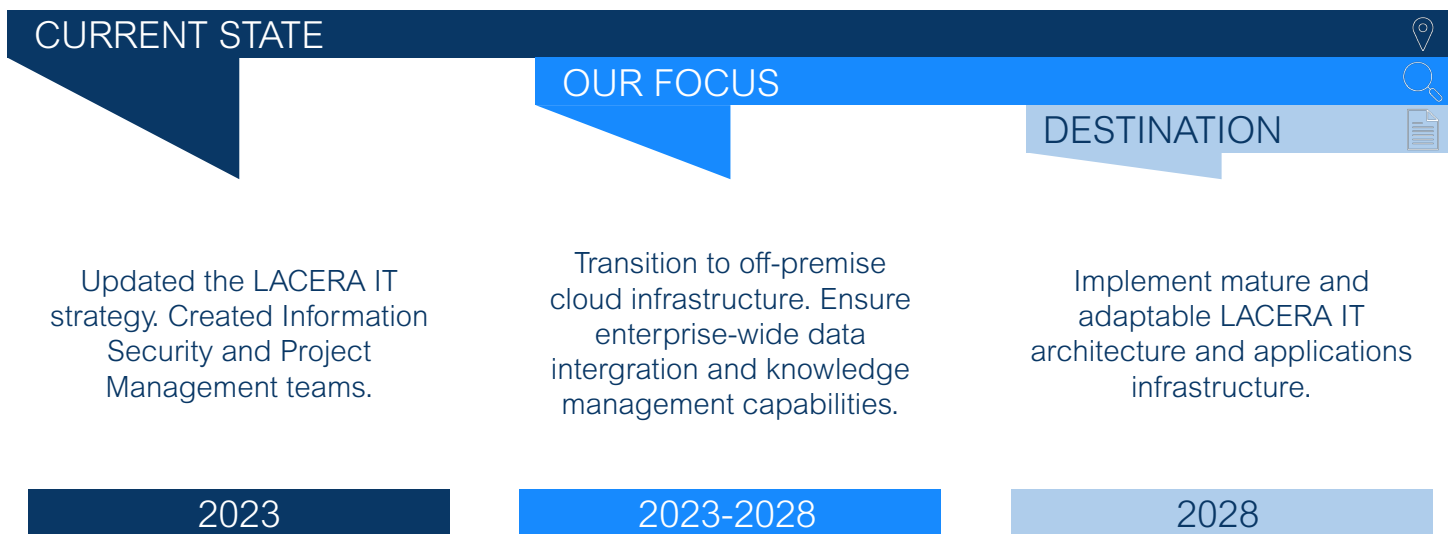 CURRENT STATE
OUR FOCUS
DESTINATION
Updated the LACERA IT
strategy. Created Information
Security and Project
Management teams.
Transition to off-premise
cloud infrastructure. Ensure
enterprise-wide data
intergration and knowledge
management capabilities.
Implement mature and
adaptable LACERA IT
architecture and applications
infrastructure.
2023
2023-2028
2028